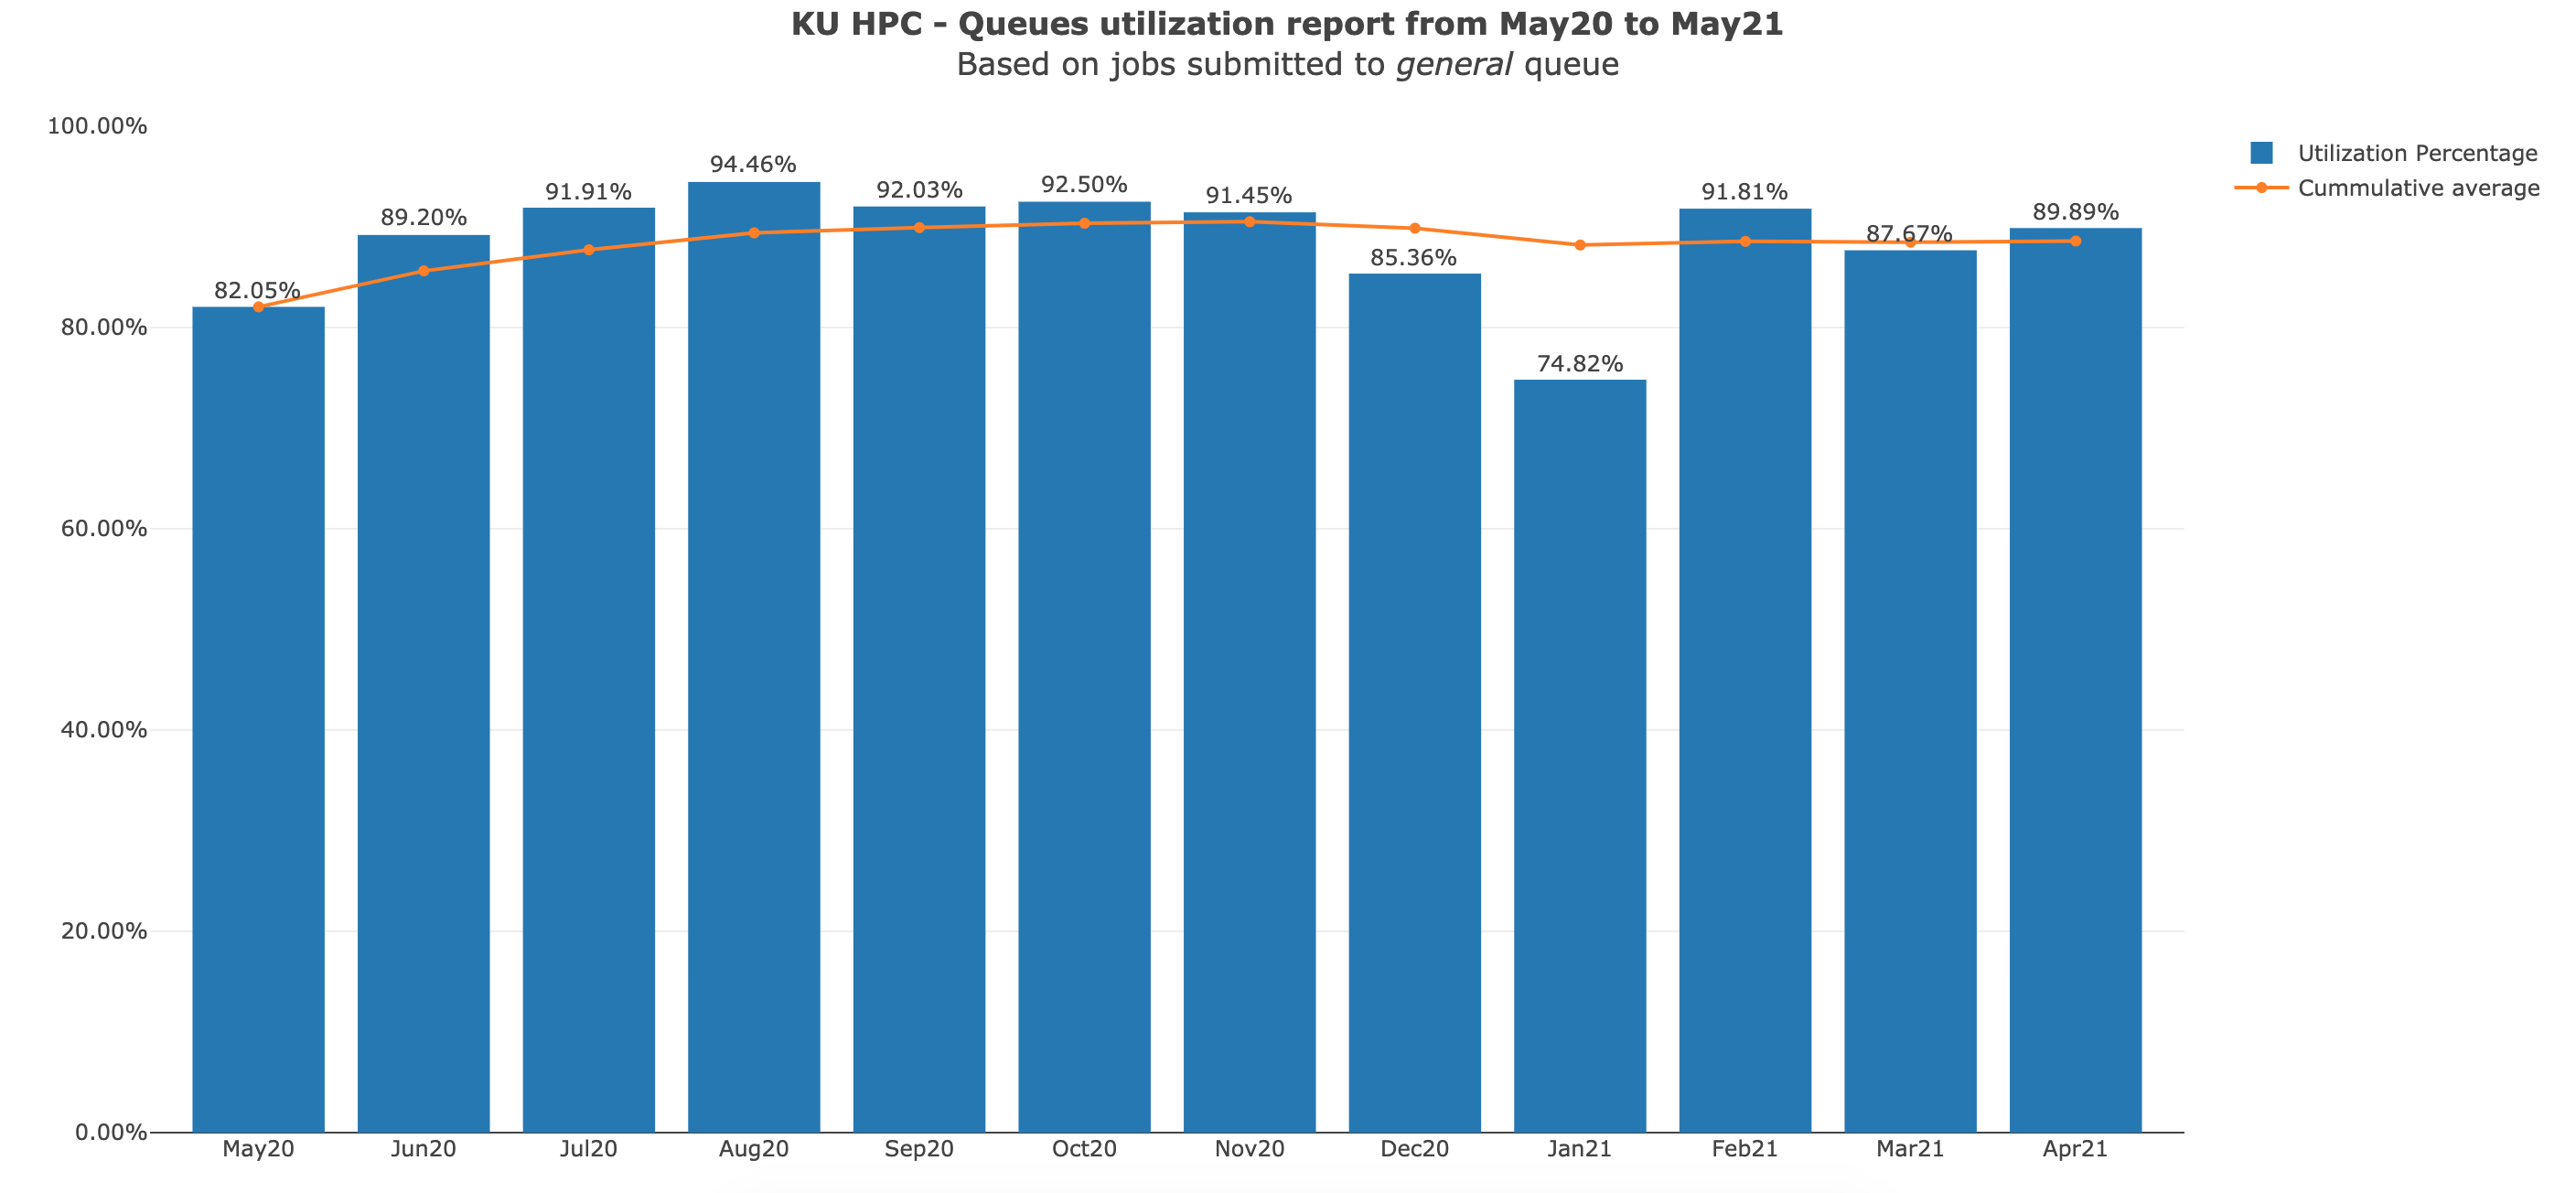 KU HPC - Queues utilization report from May20 to May21
Based on jobs submitted to general queue
100.00%
80.00%
60.00%
40.00%
20.00%
0.00%
82.05%
89.20%
91.91%
94.46%
92.03%
92.50%
91.45%
85.36%
74.82%
91.81%
87.67%
89.89%
May20
Jun20
Jul20
Aug20
Sep20
Oct20
Nov20
Dec20
Jan21
Feb21
Mar21
Apr21
Utilization Percentage
Cummulative average